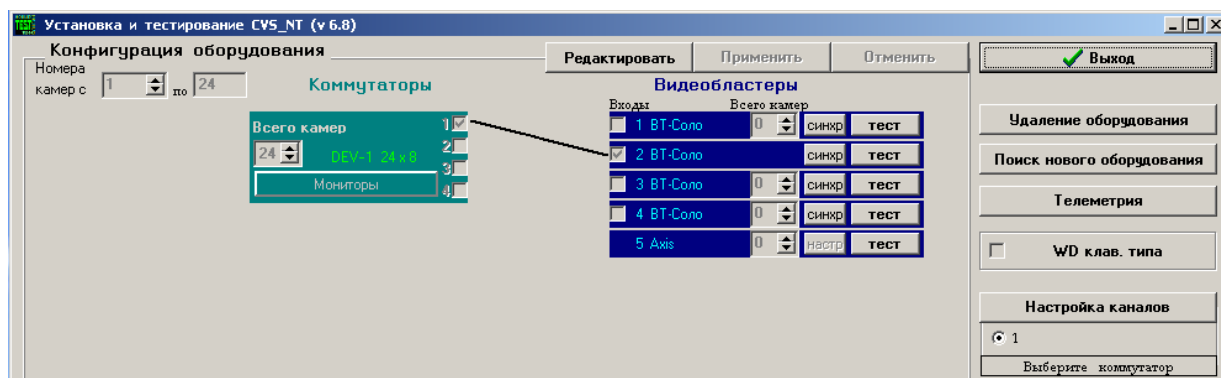 TEST
Установка и тестирование CVS_NT (v 6.8)
Конфигурация оборудования
Редактировать Применить Отменить
Выход
Номера
камер с 1 по 24
Коммутаторы
Видеобластеры
Входы Всего камер
Всего камер
24 DEV-1 24 x 8
1
2
3
4
Мониторы
1 ВТ-Соло 0 синхр тест
2 ВТ-Соло синхр тест
3 ВТ-Соло 0 синхр тест
4 ВТ-Соло 0 синхр тест
5 Axis 0 настр тест
Удаление оборудования
Поиск нового оборудования
Телеметрия
WD клав. типа
Настройка каналов
1
Выберите коммутатор